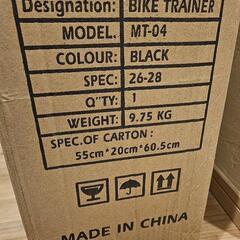 Designation: BIKE TRAINER
MODEL. MT-04
COLOUR: BLACK
SPEC: 26-28
Q"TY: 1
WEIGHT: 9.75 KG
SPEC.OF CARTON :
55cm*20cm*60.5cm
MADE IN CHINA